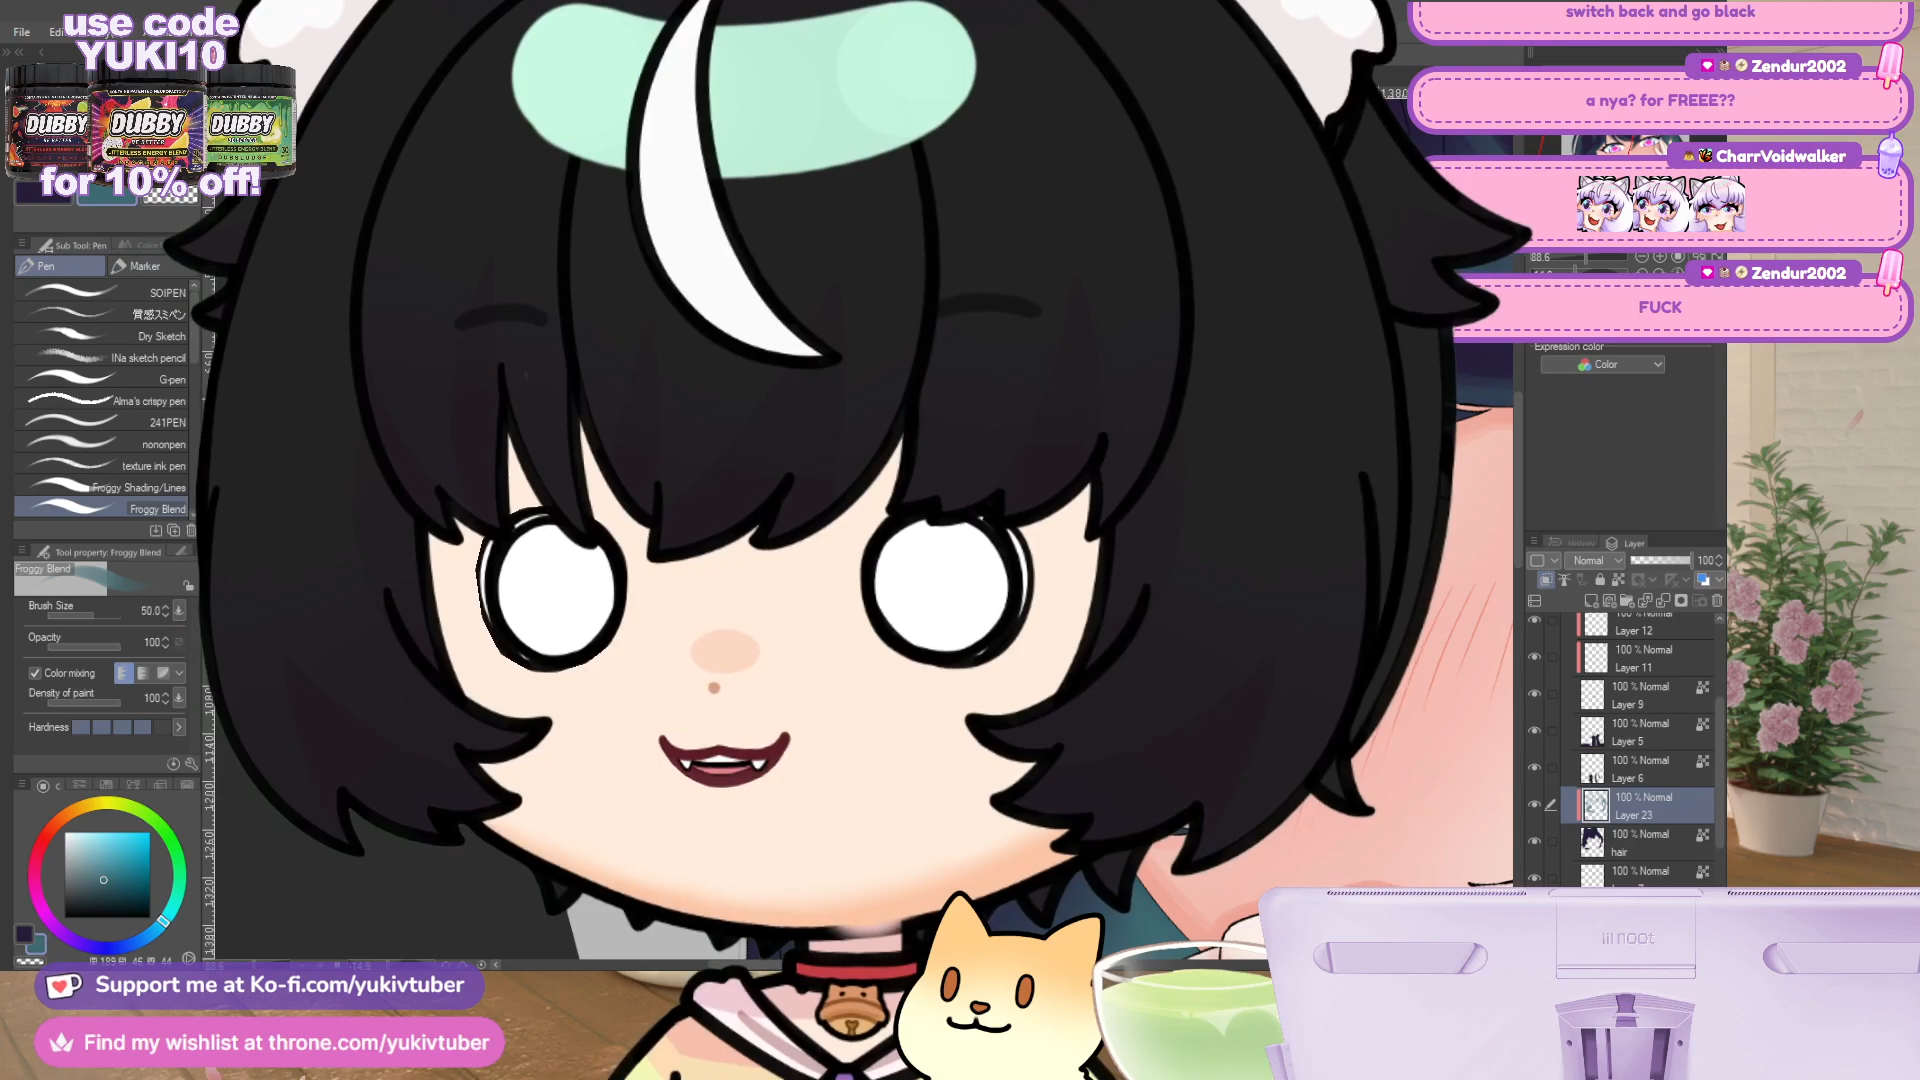 use code
YUKI10
DUBBY
DUBBY
DUBBY
for 10% off!
File
Sub Tool: Pen
Pen
Marker
SOIPEN
質感スミペン
Dry Sketch
INa sketch pencil
G-pen
Alma's crispy pen
241PEN
nononpen
texture ink pen
Froggy Shading/Lines
Froggy Blend
Tool property: Froggy Blend
Froggy Blend
Brush Size
50.0
Opacity
100
Color mixing
Density of paint
100
Hardness
switch back and go black
Zendur2002
a nya? for FREEE??
CharrVoidwalker
Zendur2002
FUCK
Expression color
Color
History
Layer
Normal
100
Layer 12
100 % Normal
Layer 11
100 % Normal
Layer 9
100 % Normal
Layer 5
100 % Normal
Layer 6
100 % Normal
Layer 23
100 % Normal
hair
100 % Normal
lil noot
Support me at Ko-fi.com/yukivtuber
Find my wishlist at throne.com/yukivtuber